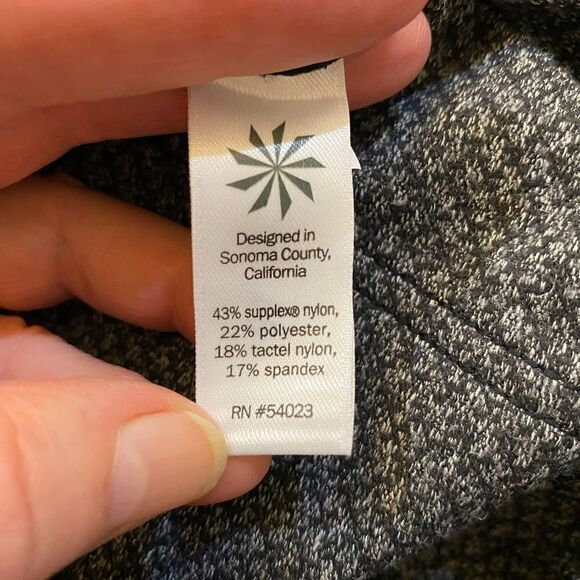 Designed in
Sonoma County,
California
43% supplex® nylon,
22% polyester,
18% tactel nylon,
17% spandex
RN #54023